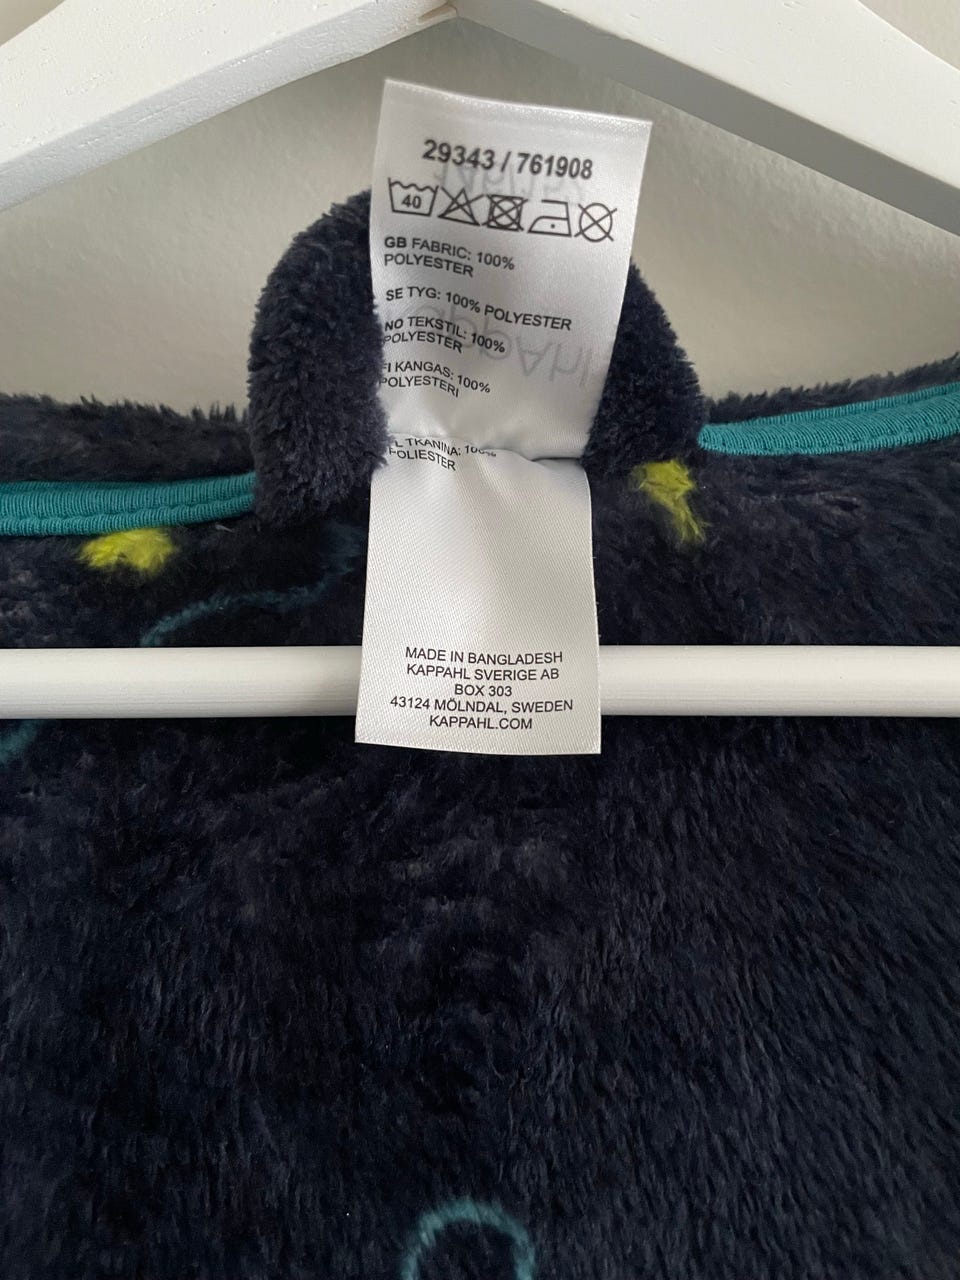 29343 / 761908
40
GB FABRIC: 100%
POLYESTER
SE TYG: 100% POLYESTER
NO TEKSTIL: 100%
POLYESTER
FI KANGAS: 100%
POLYESTERI
PL TKANINA: 100%
POLIESTER
MADE IN BANGLADESH
KAPPAHL SVERIGE AB
BOX 303
43124 MÖLNDAL, SWEDEN
KAPPAHL.COM